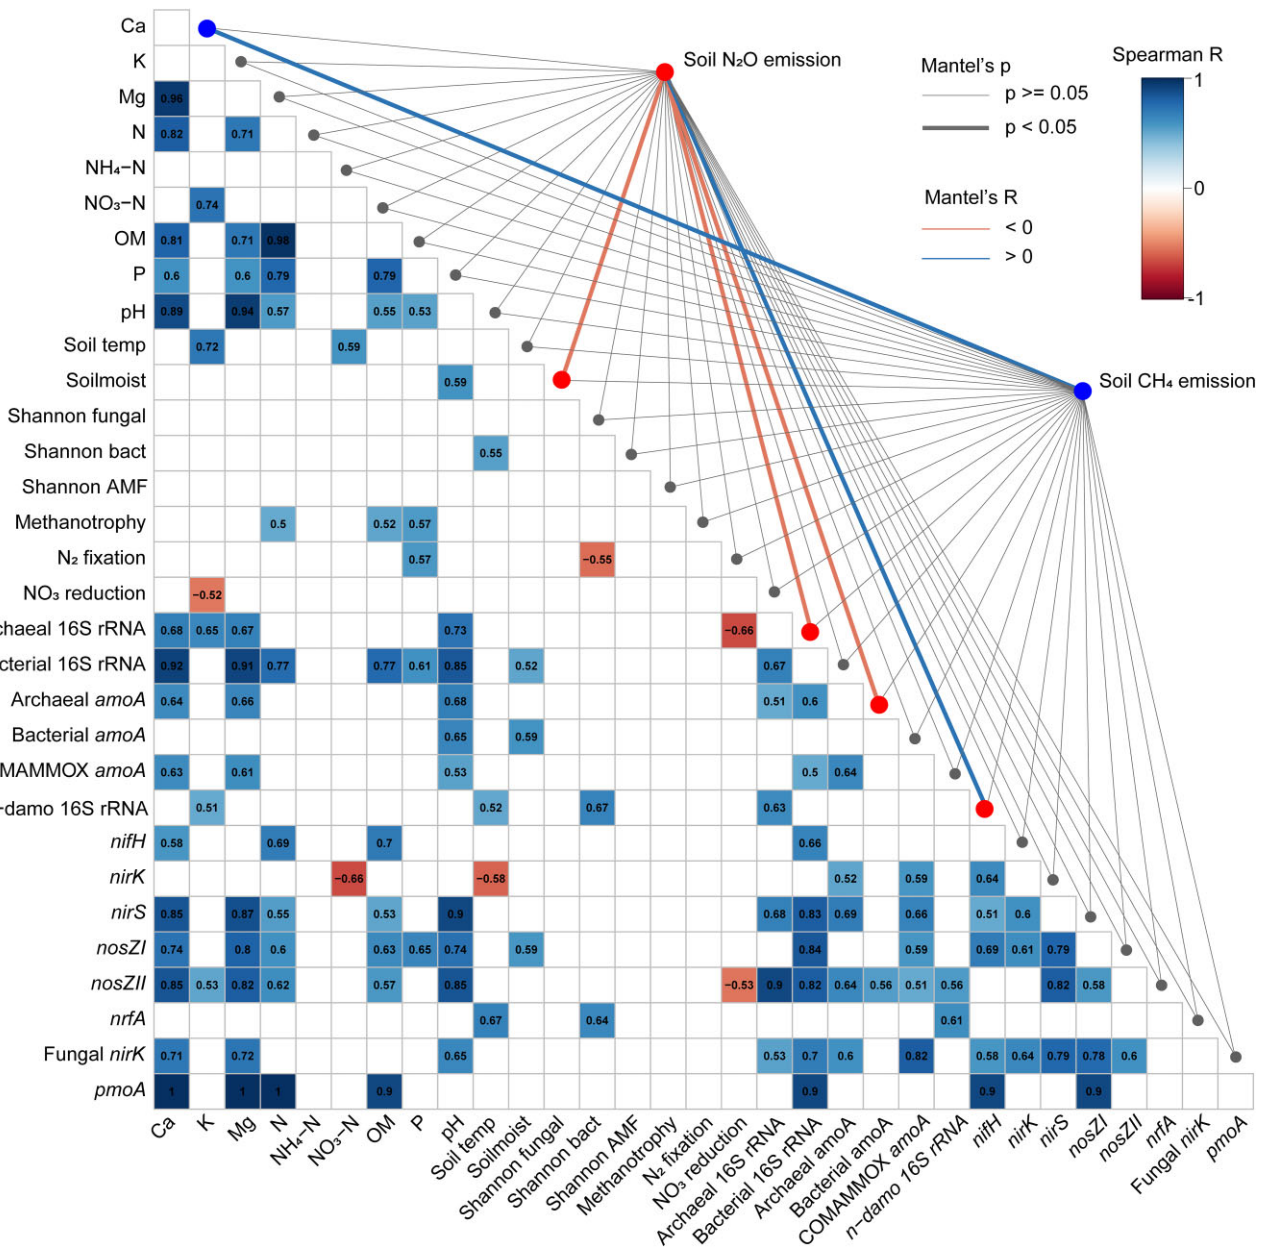 Ca
Soil N₂O emission
Mantel's p
Spearman R
K
p >= 0.05
1
Mg 0.96
p < 0.05
N 0.82 0.71
NH₄−N
Mantel's R
0
NO₃−N 0.74
< 0
OM 0.81 0.71 0.98
> 0
P 0.6 0.6 0.79 0.79
-1
pH 0.89 0.94 0.57 0.55 0.53
Soil temp 0.72 0.59
Soilmoist 0.59
Soil CH₄ emission
Shannon fungal
Shannon bact 0.55
Shannon AMF
Methanotrophy 0.5 0.52 0.57
N₂ fixation 0.57 −0.55
NO₃ reduction −0.52
chaeal 16S rRNA 0.68 0.65 0.67 0.73 −0.66
cterial 16S rRNA 0.92 0.91 0.77 0.77 0.61 0.85 0.52 0.67
Archaeal amoA 0.64 0.66 0.68 0.51 0.6
Bacterial amoA 0.65 0.59
MAMMOX amoA 0.63 0.61 0.53 0.5 0.64
−damo 16S rRNA 0.51 0.52 0.67 0.63
nifH 0.58 0.69 0.7 0.66
nirK −0.66 −0.58 0.52 0.59 0.64
nirS 0.85 0.87 0.55 0.53 0.9 0.68 0.83 0.69 0.66 0.51 0.6
nosZI 0.74 0.8 0.6 0.63 0.65 0.74 0.59 0.84 0.59 0.69 0.61 0.79
nosZII 0.85 0.53 0.82 0.62 0.57 0.85 −0.53 0.9 0.82 0.64 0.56 0.51 0.56 0.82 0.58
nrfA 0.67 0.64 0.61
Fungal nirK 0.71 0.72 0.65 0.53 0.7 0.6 0.82 0.58 0.64 0.79 0.78 0.6
pmoA 1 1 1 0.9 0.9 0.9 0.9
Ca
K
Mg
N
NH₄−N
NO₃−N
OM
P
pH
Soil temp
Soilmoist
Shannon fungal
Shannon bact
Shannon AMF
Methanotrophy
N₂ fixation
NO₃ reduction
Archaeal 16S rRNA
Bacterial 16S rRNA
Archaeal amoA
Bacterial amoA
COMAMMOX amoA
n−damo 16S rRNA
nifH
nirK
nirS
nosZI
nosZII
nrfA
Fungal nirK
pmoA